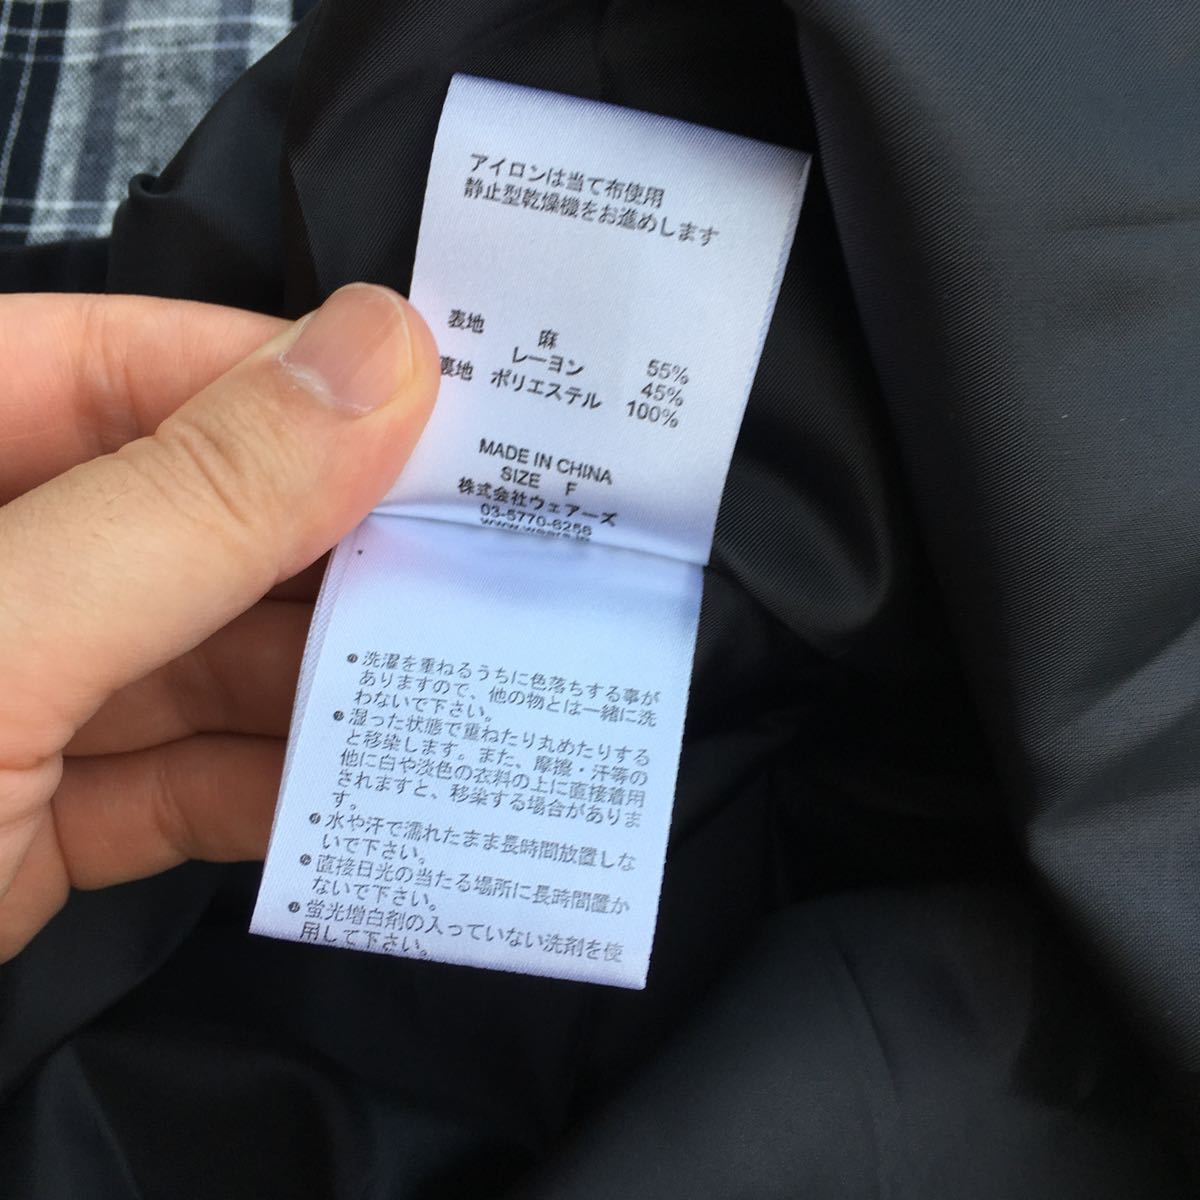 アイロンは当て布使用
静止型乾燥機をお進めします
表地 麻 55%
レーヨン 45%
裏地 ポリエステル 100%
MADE IN CHINA
SIZE F
株式会社ウェアーズ
03-5770-6256
www.wears.jp
●洗濯を重ねるうちに色落ちする事が
ありますので、他の物とは一緒に洗
わないで下さい。
●湿った状態で重ねたり丸めたりする
と移染します。また、摩擦・汗等の
他に白や淡色の衣料の上に直接着用
されますと、移染する場合がありま
す。
●水や汗で濡れたまま長時間放置しな
いで下さい。
●直接日光の当たる場所に長時間置か
ないで下さい。
●蛍光増白剤の入っていない洗剤を使
用して下さい。